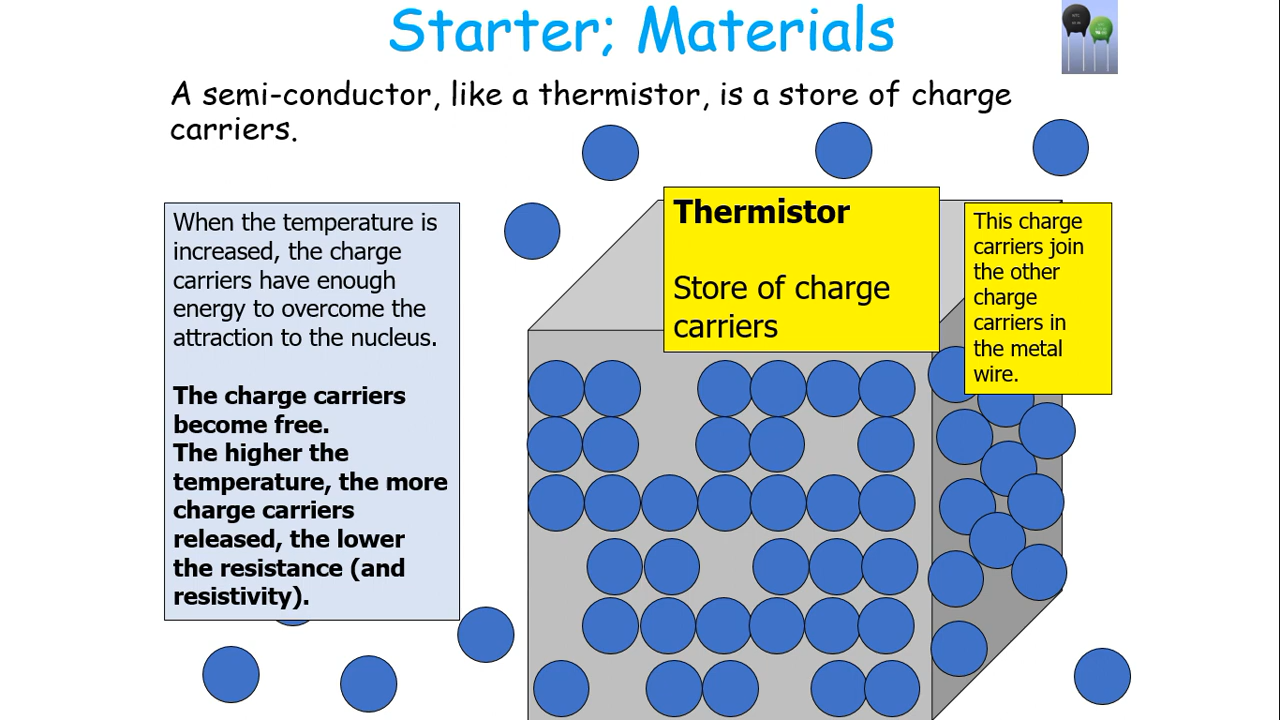 Starter; Materials
A semi-conductor, like a thermistor, is a store of charge
carriers.
When the temperature is
increased, the charge
carriers have enough
energy to overcome the
attraction to the nucleus.
The charge carriers
become free.
The higher the
temperature, the more
charge carriers
released, the lower
the resistance (and
resistivity).
Thermistor
Store of charge
carriers
This charge
carriers join
the other
charge
carriers in
the metal
wire.